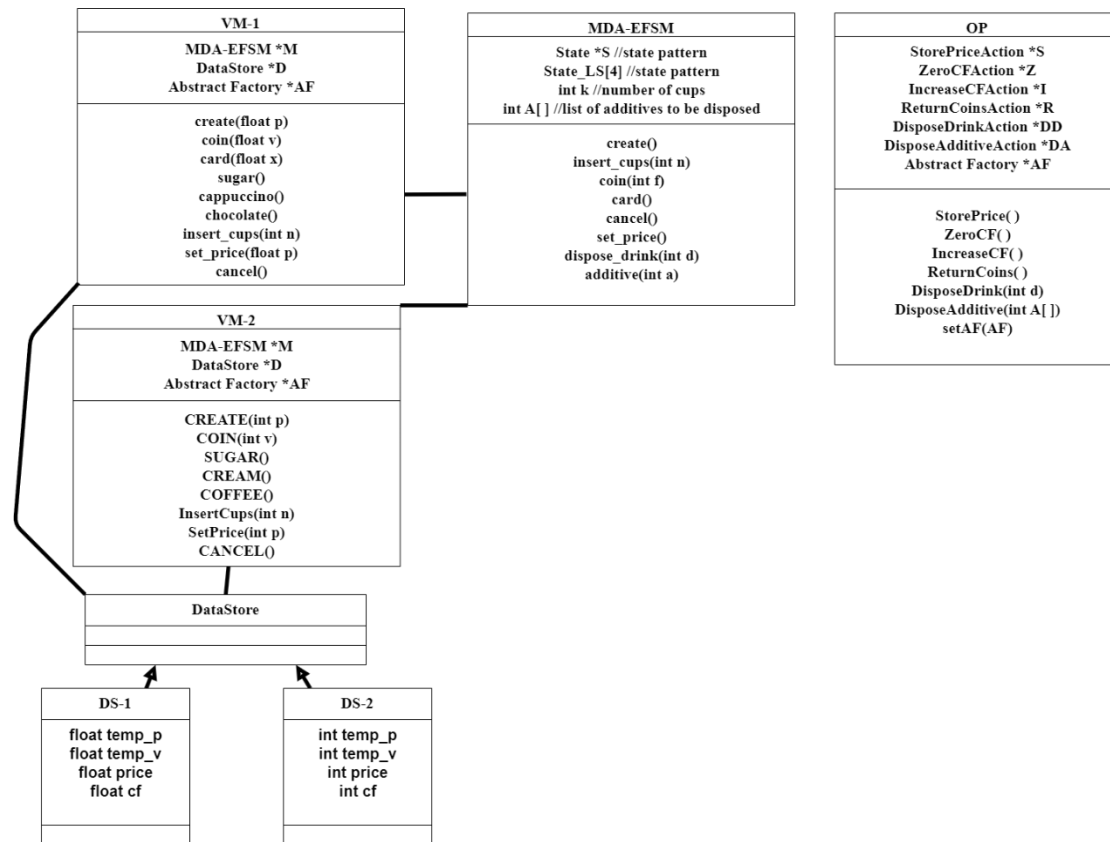 VM-1
MDA-EFSM *M
DataStore *D
Abstract Factory *AF
create(float p)
coin(float v)
card(float x)
sugar()
cappuccino()
chocolate()
insert_cups(int n)
set_price(float p)
cancel()
MDA-EFSM
State *S //state pattern
State_LS[4] //state pattern
int k //number of cups
int A[ ] //list of additives to be disposed
create()
insert_cups(int n)
coin(int f)
card()
cancel()
set_price()
dispose_drink(int d)
additive(int a)
OP
StorePriceAction *S
ZeroCFAction *Z
IncreaseCFAction *I
ReturnCoinsAction *R
DisposeDrinkAction *DD
DisposeAdditiveAction *DA
Abstract Factory *AF
StorePrice( )
ZeroCF( )
IncreaseCF( )
ReturnCoins( )
DisposeDrink(int d)
DisposeAdditive(int A[ ])
setAF(AF)
VM-2
MDA-EFSM *M
DataStore *D
Abstract Factory *AF
CREATE(int p)
COIN(int v)
SUGAR()
CREAM()
COFFEE()
InsertCups(int n)
SetPrice(int p)
CANCEL()
DataStore
DS-1
float temp_p
float temp_v
float price
float cf
DS-2
int temp_p
int temp_v
int price
int cf